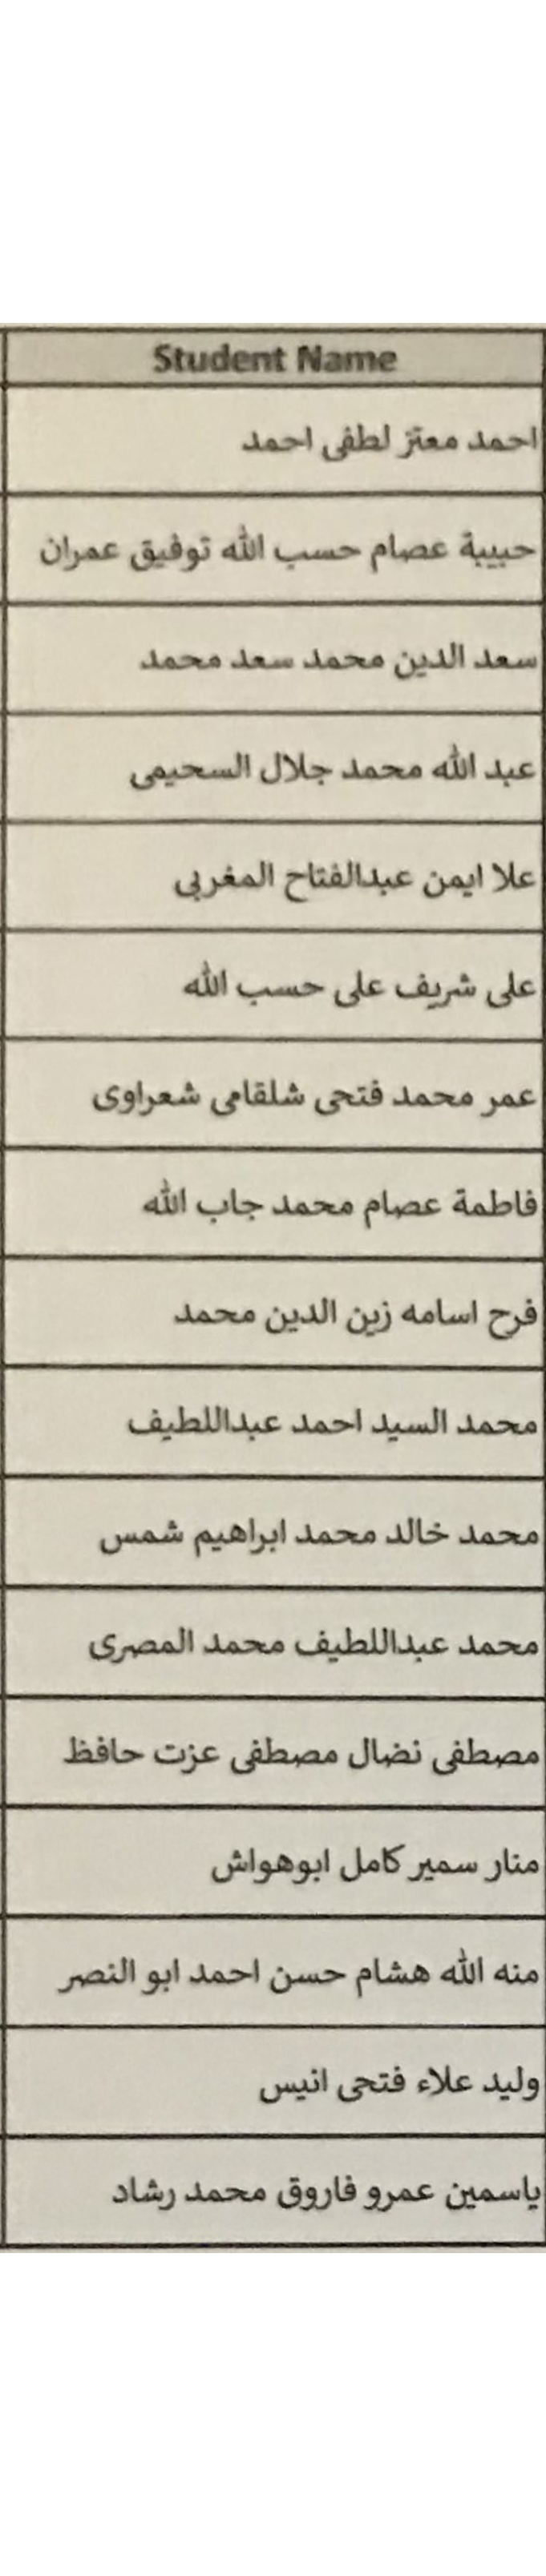 Student Name
احمد معتز لطفى احمد
حبيبة عصام حسب الله توفيق عمران
سعد الدين محمد سعد محمد
عبد الله محمد جلال السحيمى
علا ايمن عبدالفتاح المغربى
على شريف على حسب الله
عمر محمد فتحى شلقامى شعراوى
فاطمة عصام محمد جاب الله
فرح اسامه زين الدين محمد
محمد السيد احمد عبداللطيف
محمد خالد محمد ابراهيم شمس
محمد عبداللطيف محمد المصرى
مصطفى نضال مصطفى عزت حافظ
منار سمير كامل ابوهواش
منه الله هشام حسن احمد ابو النصر
وليد علاء فتحى انيس
ياسمين عمرو فاروق محمد رشاد